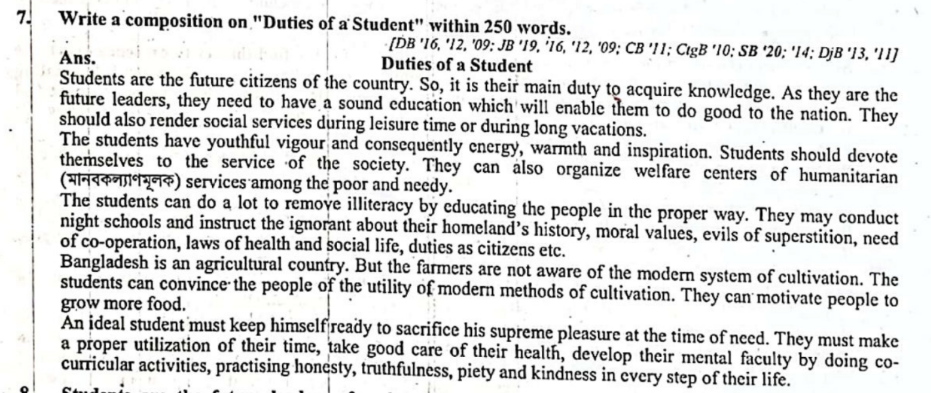 7. Write a composition on "Duties of a Student" within 250 words.
[DB '16, '12, '09; JB '19, '16, '12, '09; CB '11; CtgB '10; SB '20; '14; DjB '13, '11]
Ans.
Duties of a Student
Students are the future citizens of the country. So, it is their main duty to acquire knowledge. As they are the
future leaders, they need to have a sound education which will enable them to do good to the nation. They
should also render social services during leisure time or during long vacations.
The students have youthful vigour and consequently energy, warmth and inspiration. Students should devote
themselves to the service of the society. They can also organize welfare centers of humanitarian
(মানবকল্যাণমূলক) services among the poor and needy.
The students can do a lot to remove illiteracy by educating the people in the proper way. They may conduct
night schools and instruct the ignorant about their homeland's history, moral values, evils of superstition, need
of co-operation, laws of health and social life, duties as citizens etc.
Bangladesh is an agricultural country. But the farmers are not aware of the modern system of cultivation. The
students can convince the people of the utility of modern methods of cultivation. They can motivate people to
grow more food.
An ideal student must keep himself ready to sacrifice his supreme pleasure at the time of need. They must make
a proper utilization of their time, take good care of their health, develop their mental faculty by doing co-
curricular activities, practising honesty, truthfulness, piety and kindness in every step of their life.